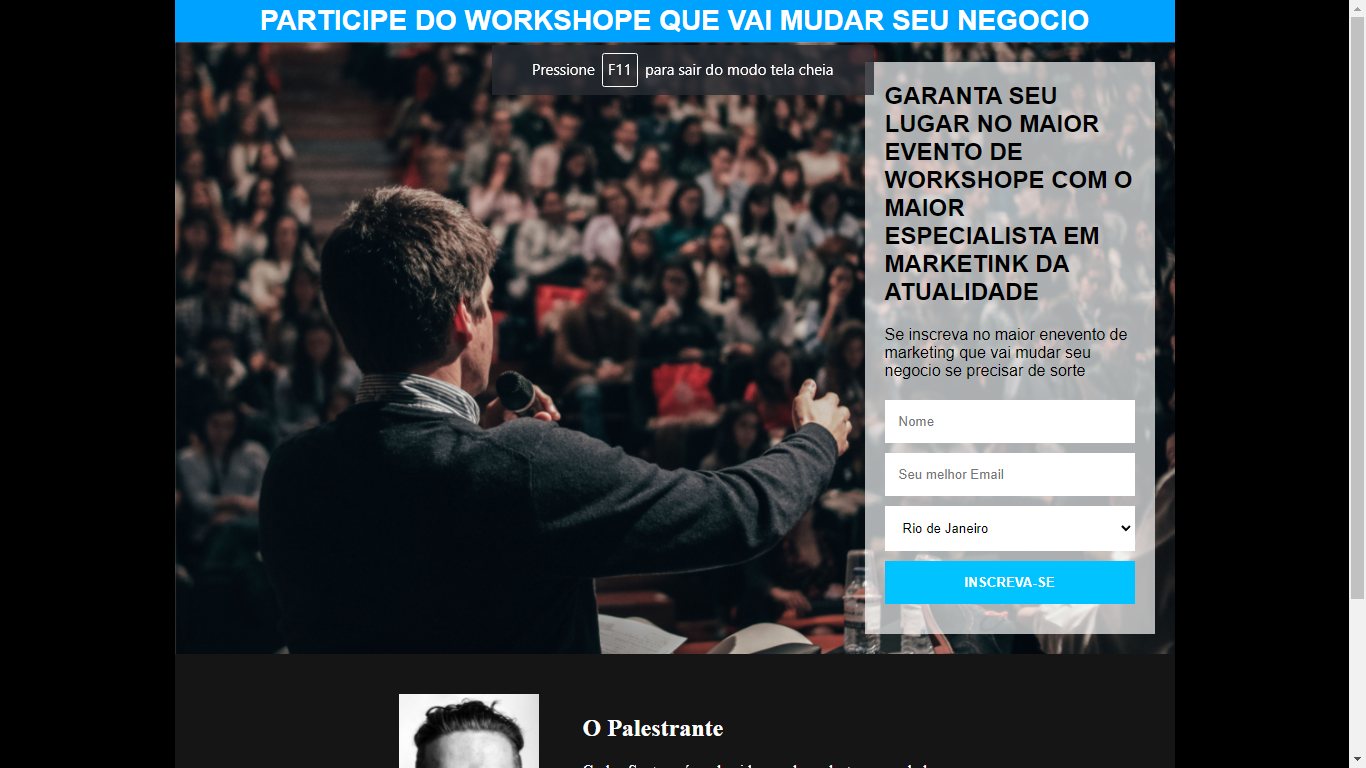 PARTICIPE DO WORKSHOPE QUE VAI MUDAR SEU NEGOCIO
Pressione F11 para sair do modo tela cheia
GARANTA SEU
LUGAR NO MAIOR
EVENTO DE
WORKSHOPE COM O
MAIOR
ESPECIALISTA EM
MARKETINK DA
ATUALIDADE
Se inscreva no maior enevento de
marketing que vai mudar seu
negocio se precisar de sorte
Nome
Seu melhor Email
Rio de Janeiro
INSCREVA-SE
O Palestrante